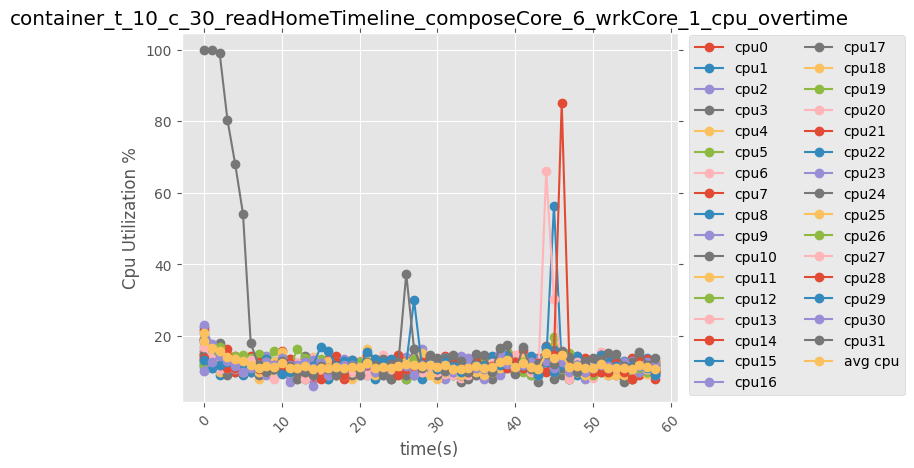 container_t_10_c_30_readHomeTimeline_composeCore_6_wrkCore_1_cpu_overtime
100
80
60
40
20
Cpu Utilization %
0
10
20
30
40
50
60
time(s)
cpu0
cpu1
cpu2
cpu3
cpu4
cpu5
cpu6
cpu7
cpu8
cpu9
cpu10
cpu11
cpu12
cpu13
cpu14
cpu15
cpu16
cpu17
cpu18
cpu19
cpu20
cpu21
cpu22
cpu23
cpu24
cpu25
cpu26
cpu27
cpu28
cpu29
cpu30
cpu31
avg cpu